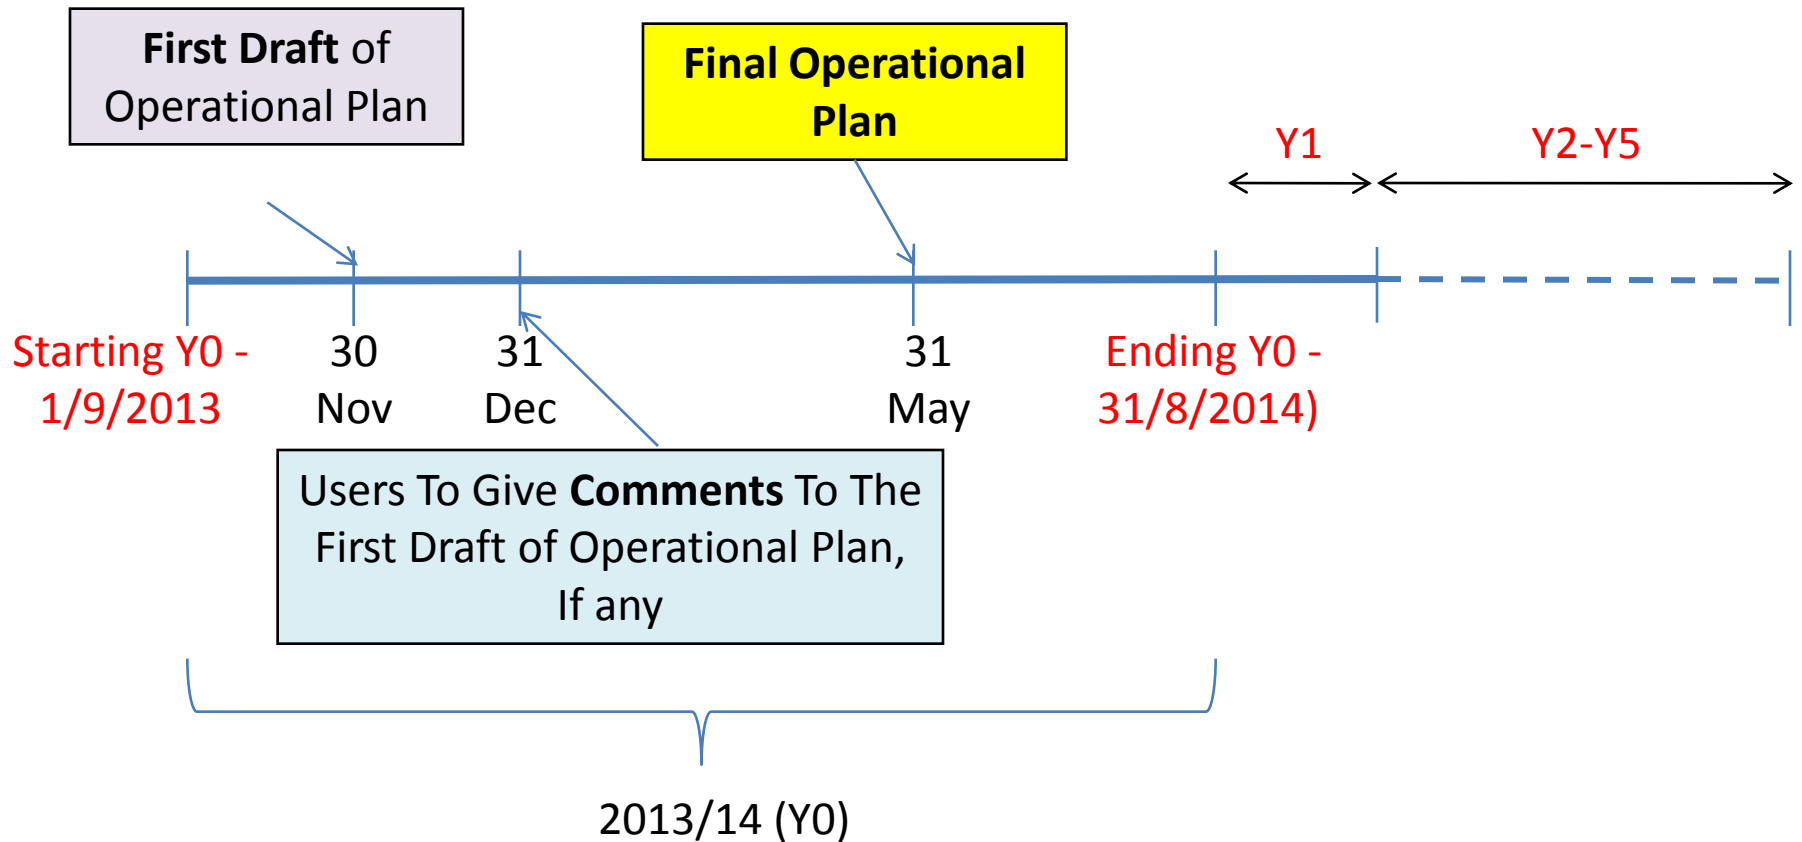 First Draft of
Operational Plan
Final Operational
Plan
Y1
Y2-Y5
Starting Y0 -
1/9/2013
30
Nov
31
Dec
31
May
Ending Y0 -
31/8/2014)
Users To Give Comments To The
First Draft of Operational Plan,
If any
2013/14 (Y0)